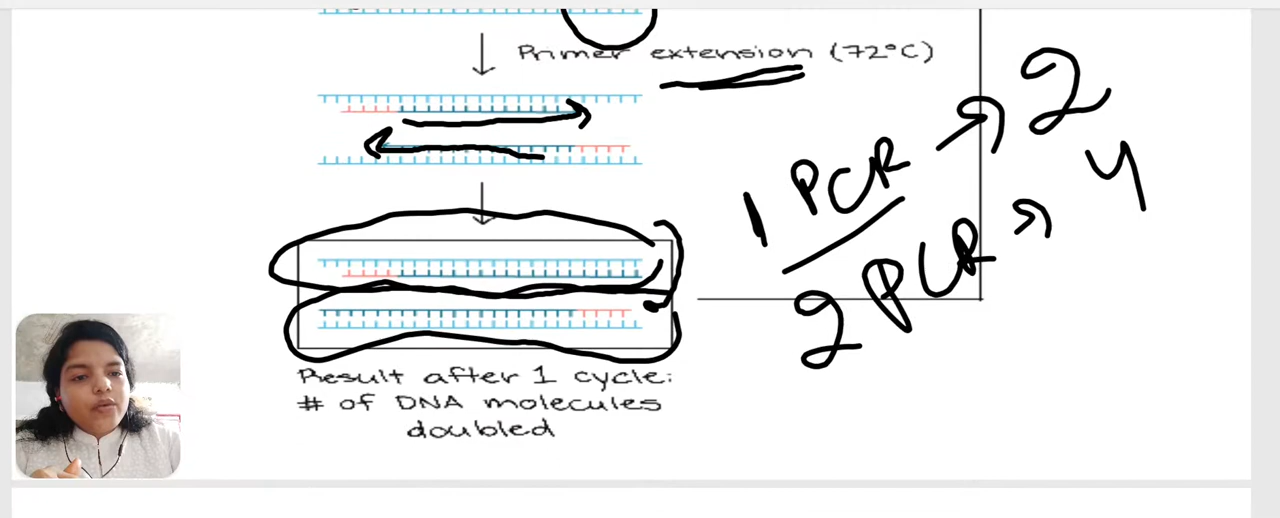 Primer extension (72°C)
1 PCR → 2
2 PCR → 4
Result after 1 cycle:
# of DNA molecules
doubled